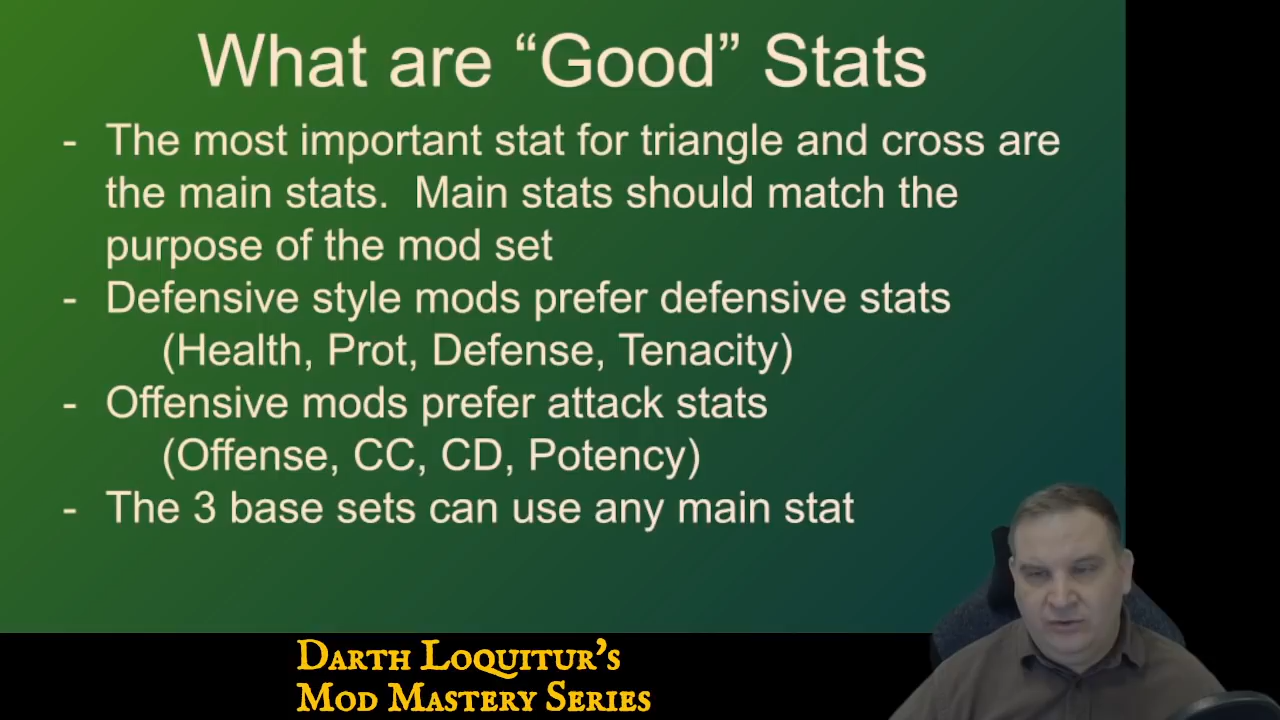 What are “Good” Stats
- The most important stat for triangle and cross are
the main stats.  Main stats should match the
purpose of the mod set
- Defensive style mods prefer defensive stats
(Health, Prot, Defense, Tenacity)
- Offensive mods prefer attack stats
(Offense, CC, CD, Potency)
- The 3 base sets can use any main stat
Darth Loquitur’s
Mod Mastery Series